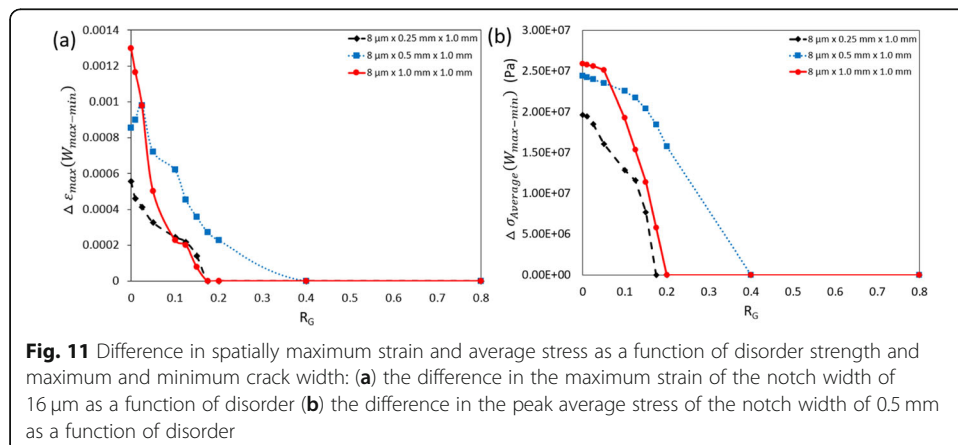 (a)
0.0014
0.0012
0.001
0.0008
0.0006
0.0004
0.0002
0
Δ ε_max(W_max−min)
0 0.1 0.2 0.3 0.4 0.5 0.6 0.7 0.8
R_G
8 μm x 0.25 mm x 1.0 mm
8 μm x 0.5 mm x 1.0 mm
8 μm x 1.0 mm x 1.0 mm
(b)
3.00E+07
2.50E+07
2.00E+07
1.50E+07
1.00E+07
5.00E+06
0.00E+00
Δ σ_Average(W_max−min) (Pa)
0 0.1 0.2 0.3 0.4 0.5 0.6 0.7 0.8
R_G
8 μm x 0.25 mm x 1.0 mm
8 μm x 0.5 mm x 1.0 mm
8 μm x 1.0 mm x 1.0 mm
Fig. 11 Difference in spatially maximum strain and average stress as a function of disorder strength and
maximum and minimum crack width: (a) the difference in the maximum strain of the notch width of
16 μm as a function of disorder (b) the difference in the peak average stress of the notch width of 0.5 mm
as a function of disorder